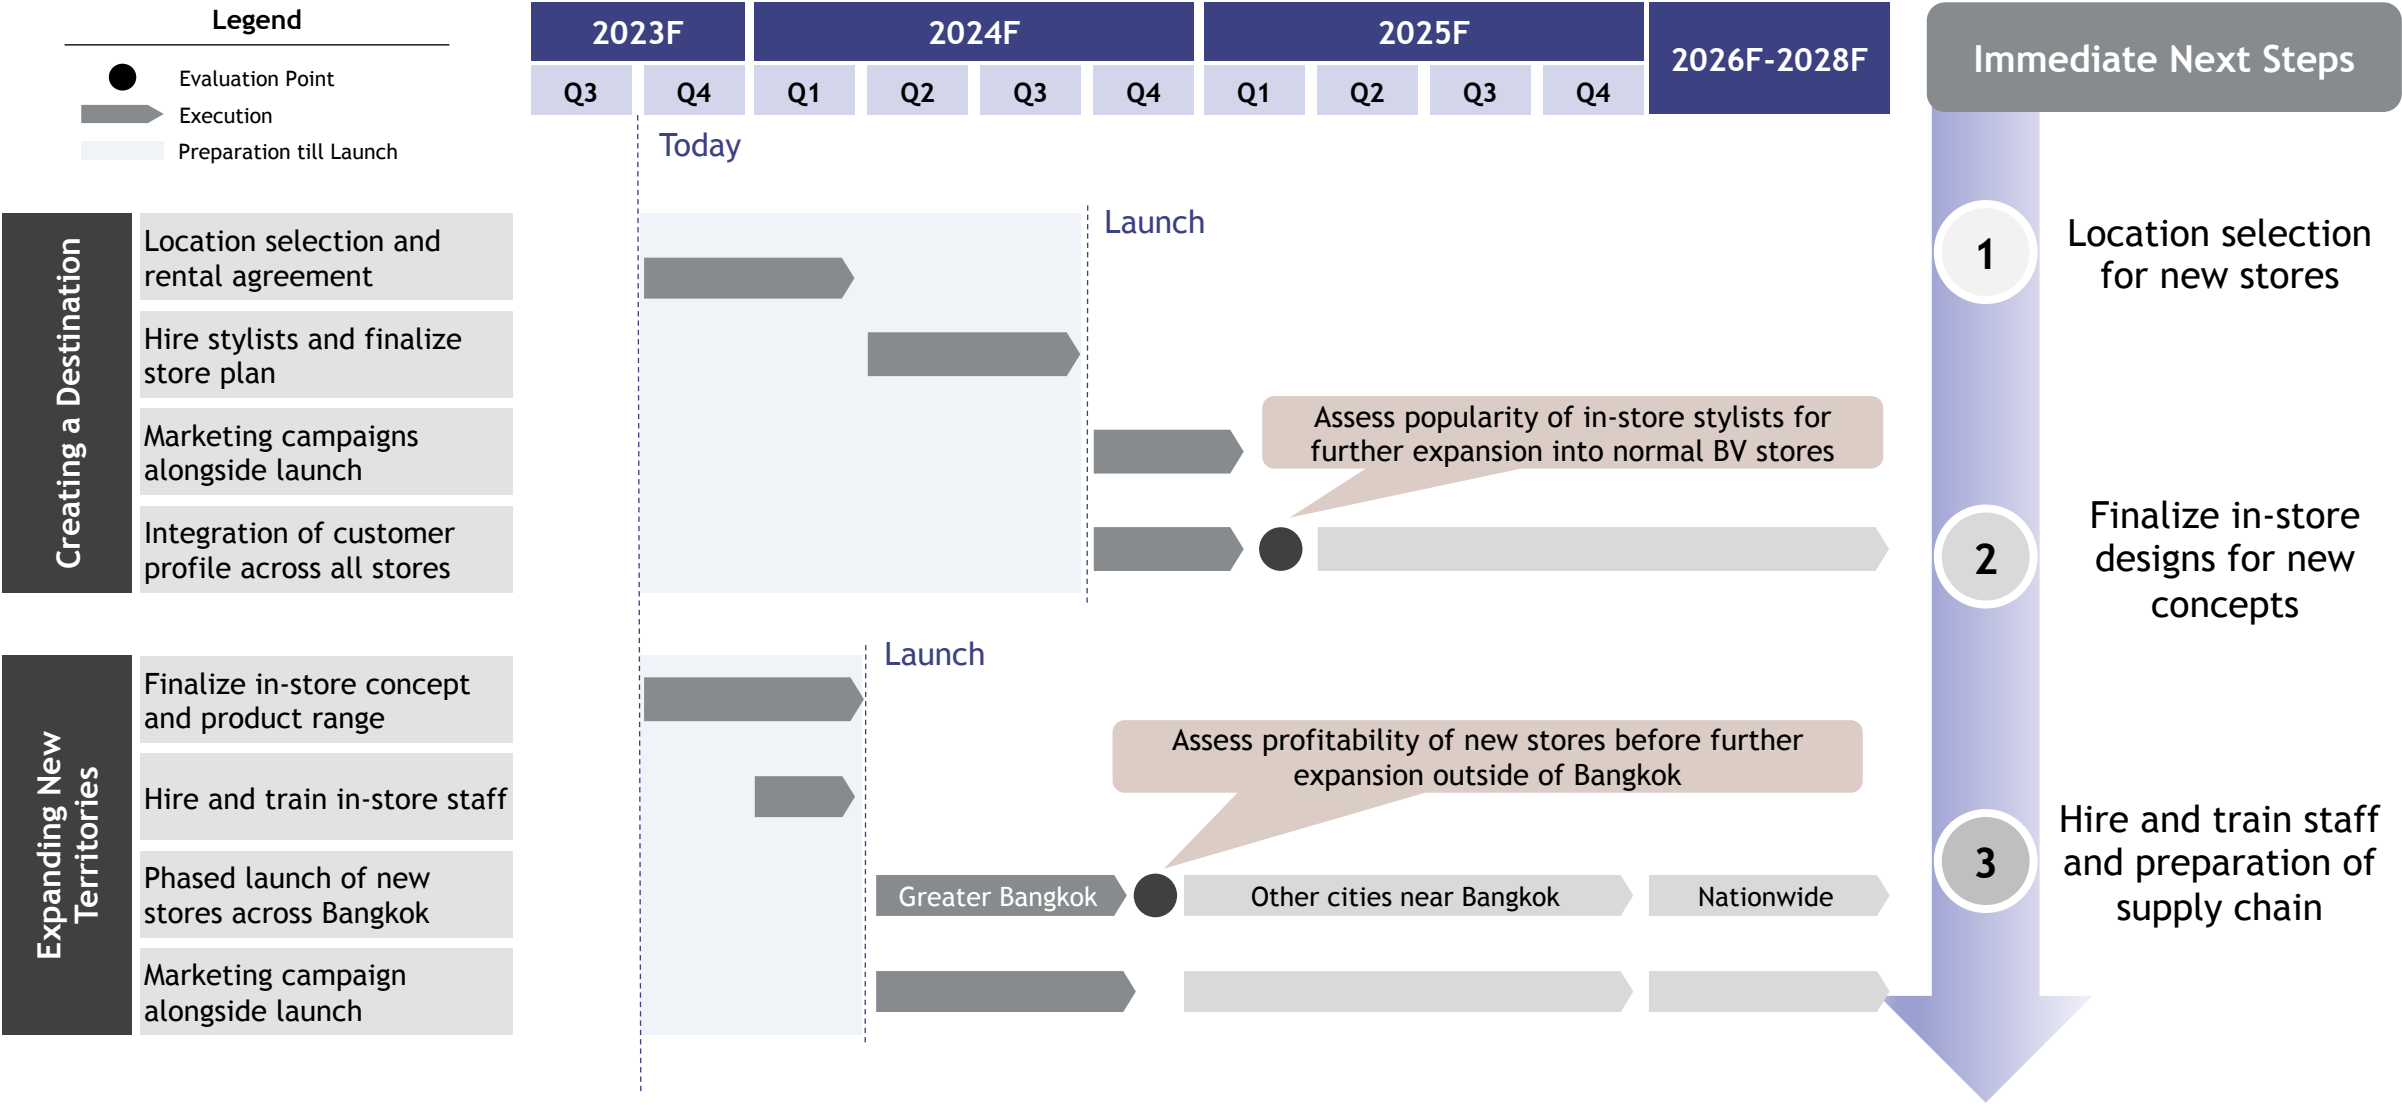 Legend
Evaluation Point
Execution
Preparation till Launch
2023F
2024F
2025F
2026F-2028F
Q3
Q4
Q1
Q2
Q3
Q4
Q1
Q2
Q3
Q4
Today
Creating a Destination
Location selection and
rental agreement
Hire stylists and finalize
store plan
Marketing campaigns
alongside launch
Integration of customer
profile across all stores
Launch
Assess popularity of in-store stylists for
further expansion into normal BV stores
Expanding New
Territories
Finalize in-store concept
and product range
Hire and train in-store staff
Phased launch of new
stores across Bangkok
Marketing campaign
alongside launch
Launch
Assess profitability of new stores before further
expansion outside of Bangkok
Greater Bangkok
Other cities near Bangkok
Nationwide
Immediate Next Steps
1
Location selection
for new stores
2
Finalize in-store
designs for new
concepts
3
Hire and train staff
and preparation of
supply chain